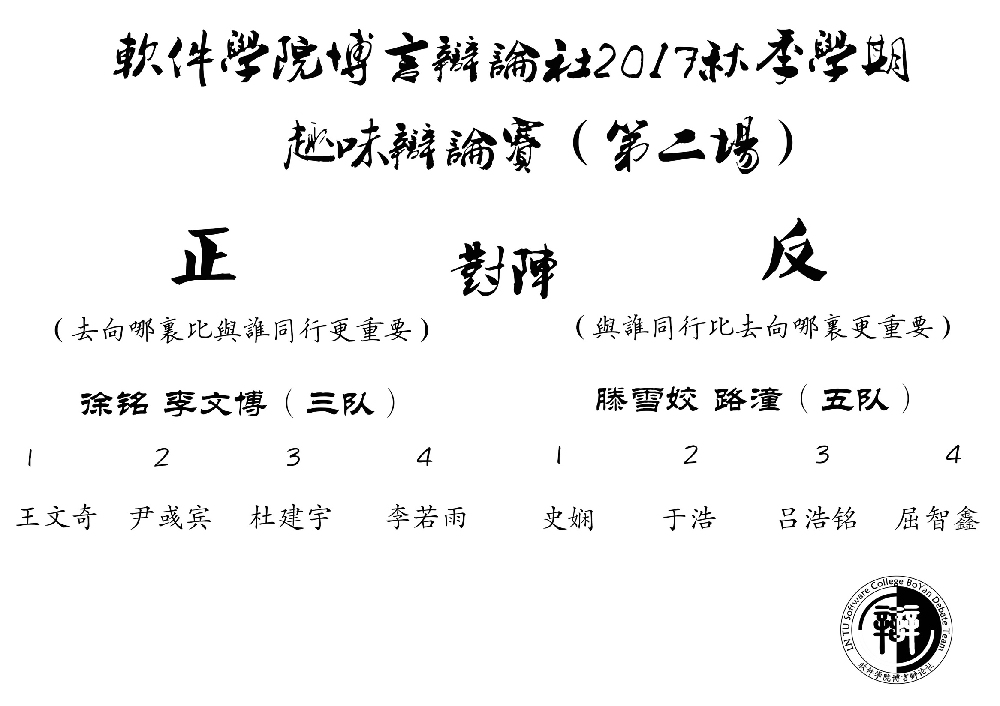 軟件學院博言辯論社2017秋季學期
趣味辯論賽（第二場）
正 對陣 反
（去向哪裏比與誰同行更重要） （與誰同行比去向哪裏更重要）
徐铭 李文博（三队） 滕雪姣 路潼（五队）
1 2 3 4 1 2 3 4
王文奇 尹彧宾 杜建宇 李若雨 史娴 于浩 吕浩铭 屈智鑫
LN TU Software College BoYan Debate Team
辯
软件学院博言辩论社